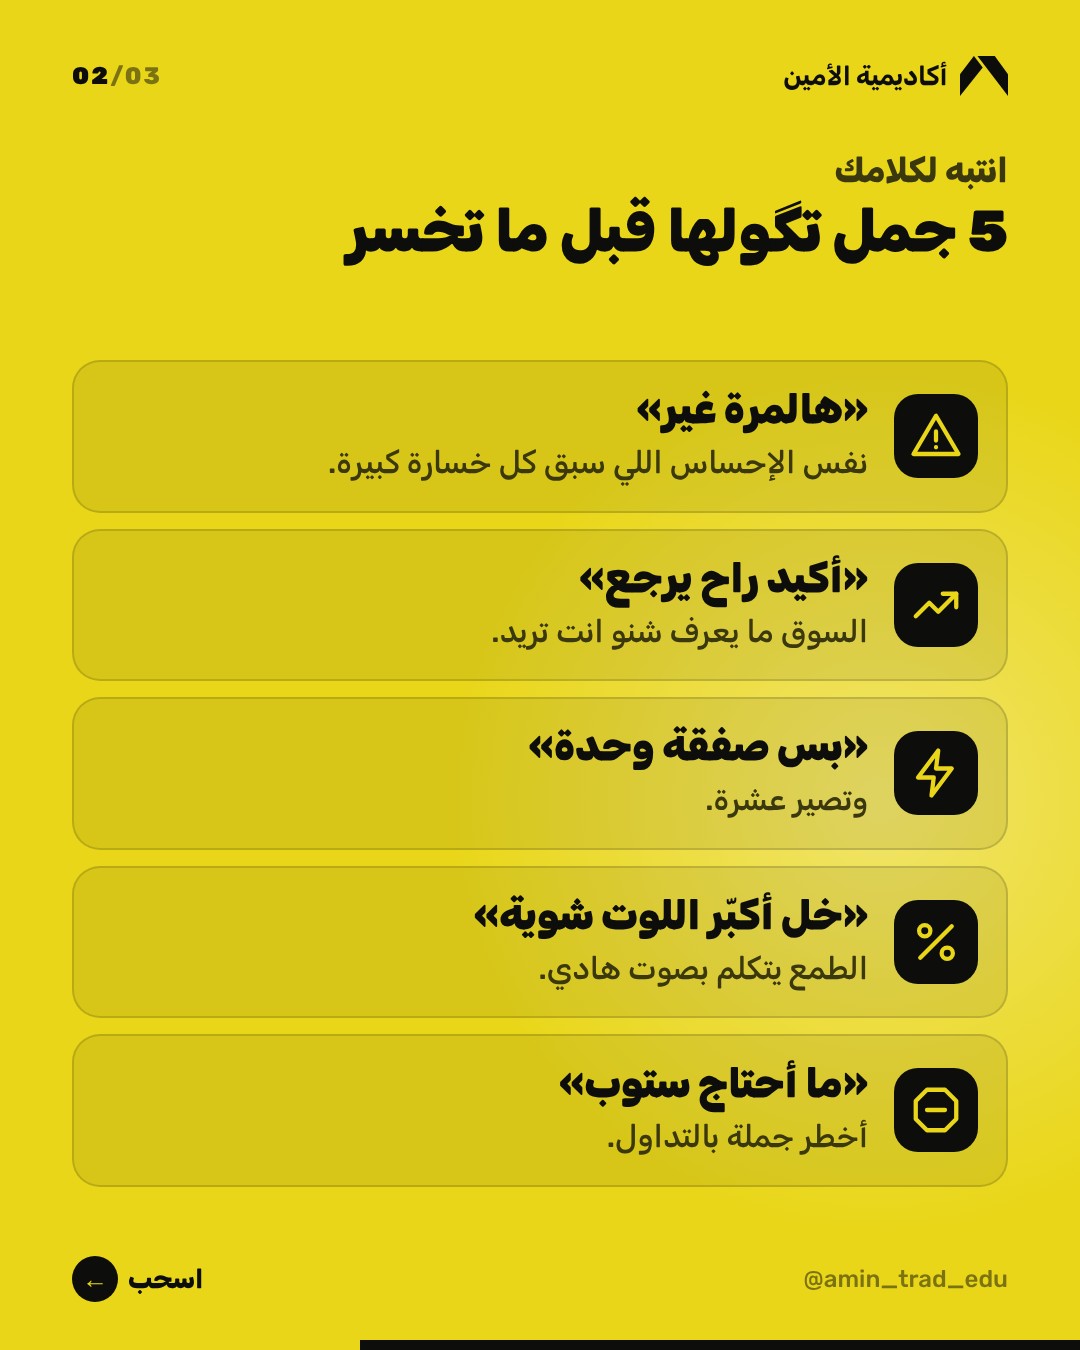 أكاديمية الأمين
02/03
انتبه لكلامك
5 جمل تگولها قبل ما تخسر
«هالمرة غير»
نفس الإحساس اللي سبق كل خسارة كبيرة.
«أكيد راح يرجع»
السوق ما يعرف شنو انت تريد.
«بس صفقة وحدة»
وتصير عشرة.
«خل أكبّر اللوت شوية»
الطمع يتكلم بصوت هادي.
«ما أحتاج ستوب»
أخطر جملة بالتداول.
@amin_trad_edu
اسحب ←